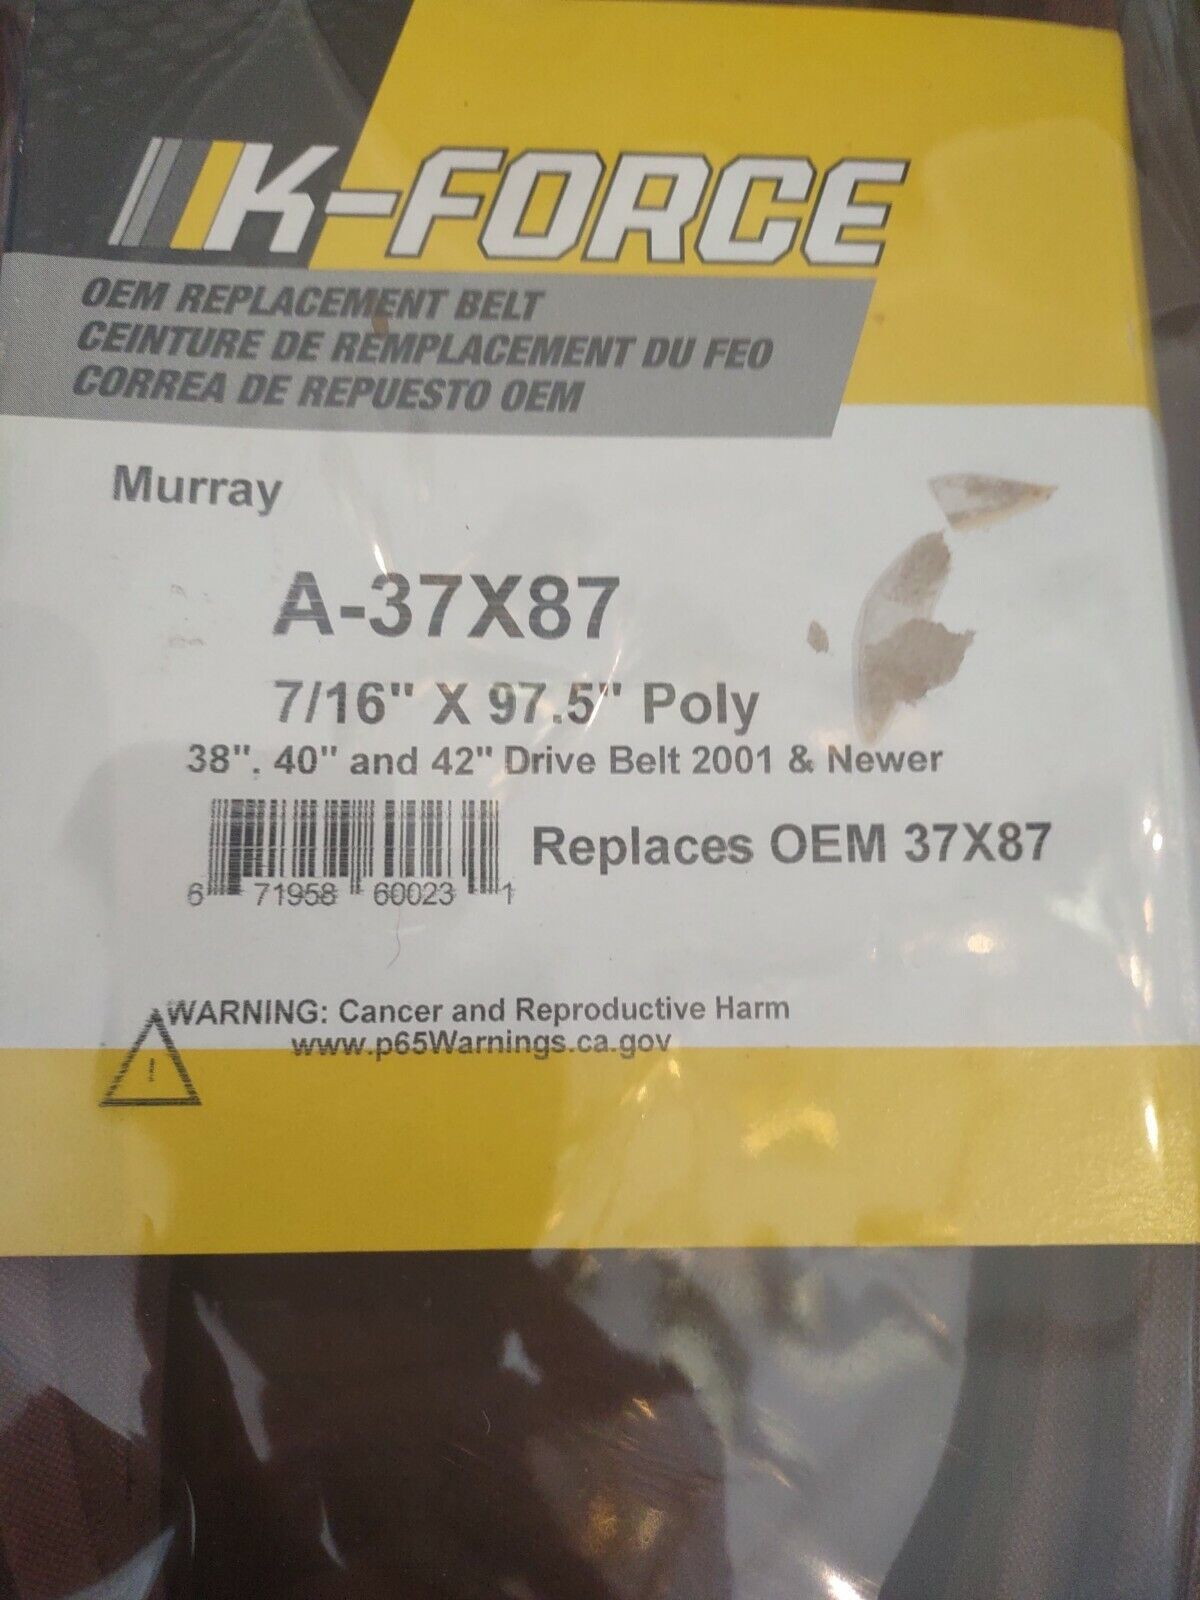 K-FORCE
OEM REPLACEMENT BELT
CEINTURE DE REMPLACEMENT DU FEO
CORREA DE REPUESTO OEM
Murray
A-37X87
7/16" X 97.5" Poly
38", 40" and 42" Drive Belt 2001 & Newer
Replaces OEM 37X87
6 71958 60023 1
WARNING: Cancer and Reproductive Harm
www.p65Warnings.ca.gov